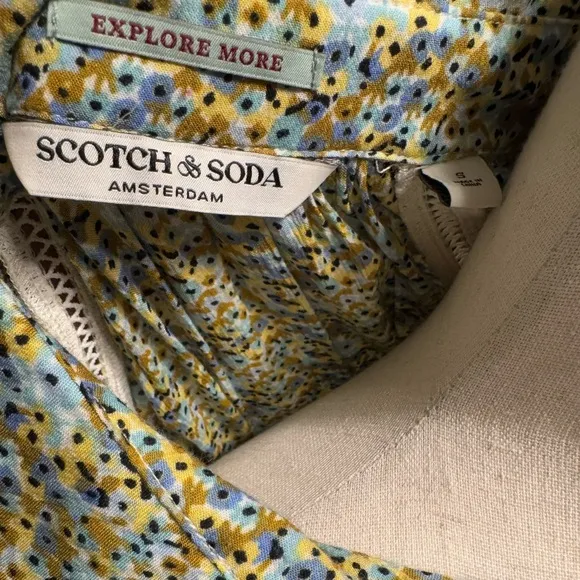 EXPLORE MORE
SCOTCH & SODA
AMSTERDAM
S